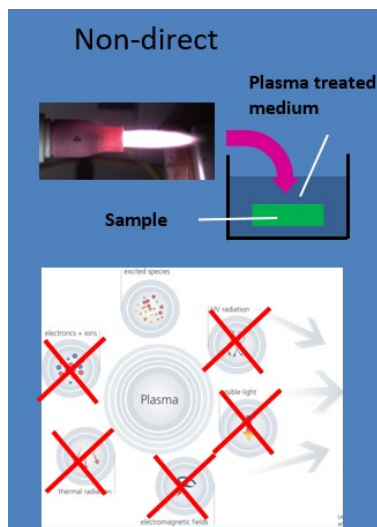 Non-direct
Plasma treated
medium
Sample
excited species
UV radiation
electroncs + ions
Plasma
visible light
thermal radiation
electromagnetic fields